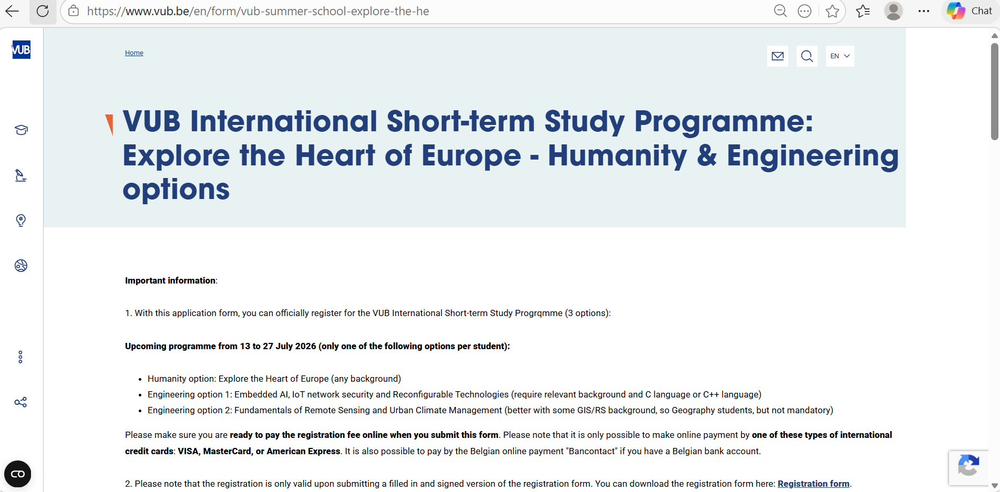 https://www.vub.be/en/form/vub-summer-school-explore-the-he
Chat
VUB
Home
EN
VUB International Short-term Study Programme:
Explore the Heart of Europe - Humanity & Engineering
options
Important information:
1. With this application form, you can officially register for the VUB International Short-term Study Progrqmme (3 options):
Upcoming programme from 13 to 27 July 2026 (only one of the following options per student):
• Humanity option: Explore the Heart of Europe (any background)
• Engineering option 1: Embedded AI, IoT network security and Reconfigurable Technologies (require relevant background and C language or C++ language)
• Engineering option 2: Fundamentals of Remote Sensing and Urban Climate Management (better with some GIS/RS background, so Geography students, but not mandatory)
Please make sure you are ready to pay the registration fee online when you submit this form. Please note that it is only possible to make online payment by one of these types of international
credit cards: VISA, MasterCard, or American Express. It is also possible to pay by the Belgian online payment "Bancontact" if you have a Belgian bank account.
2. Please note that the registration is only valid upon submitting a filled in and signed version of the registration form. You can download the registration form here: Registration form.